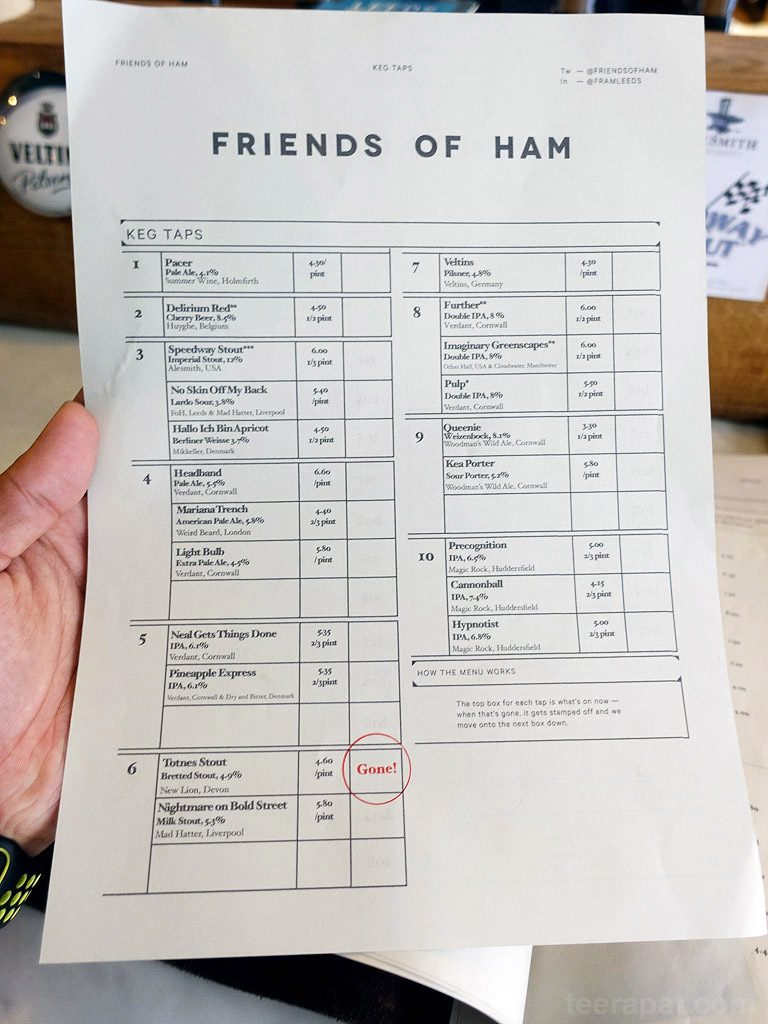 FRIENDS OF HAM
KEG TAPS
Tw — @FRIENDSOFHAM
In — @FRAMLEEDS
FRIENDS OF HAM
KEG TAPS
1
Pacer
Pale Ale, 4.1%
Summer Wine, Holmfirth
4.30/
pint
2
Delirium Red**
Cherry Beer, 8.5%
Huyghe, Belgium
4.50
1/2 pint
3
Speedway Stout***
Imperial Stout, 12%
Alesmith, USA
6.00
1/3 pint
1st
No Skin Off My Back
Lardo Sour, 3.8%
FoH, Leeds & Mad Hatter, Liverpool
5.40
/pint
2nd
Hallo Ich Bin Apricot
Berliner Weisse 3.7%
Mikkeller, Denmark
4.50
1/2 pint
3rd
4
Headband
Pale Ale, 5.5%
Verdant, Cornwall
6.60
/pint
1st
Mariana Trench
American Pale Ale, 5.8%
Weird Beard, London
4.40
2/3 pint
2nd
Light Bulb
Extra Pale Ale, 4.5%
Verdant, Cornwall
5.80
/pint
4th
5
Neal Gets Things Done
IPA, 6.1%
Verdant, Cornwall
5.35
2/3 pint
1st
Pineapple Express
IPA, 6.1%
Verdant, Cornwall & Dry and Bitter, Denmark
5.35
2/3pint
3rd
6
Totnes Stout
Bretted Stout, 4.9%
New Lion, Devon
4.60
/pint
Gone!
Nightmare on Bold Street
Milk Stout, 5.3%
Mad Hatter, Liverpool
5.80
/pint
2nd
3rd
7
Veltins
Pilsner, 4.8%
Veltins, Germany
4.30
/pint
8
Further**
Double IPA, 8 %
Verdant, Cornwall
6.00
1/2 pint
Imaginary Greenscapes**
Double IPA, 8%
Other Half, USA & Cloudwater, Manchester
6.00
1/2 pint
Pulp*
Double IPA, 8%
Verdant, Cornwall
5.50
1/2 pint
9
Queenie
Weizenbock, 8.1%
Woodman's Wild Ale, Cornwall
3.30
1/2 pint
Kea Porter
Sour Porter, 5.2%
Woodman's Wild Ale, Cornwall
5.80
/pint
10
Precognition
IPA, 6.5%
Magic Rock, Huddersfield
5.00
2/3 pint
Cannonball
IPA, 7.4%
Magic Rock, Huddersfield
4.15
2/3 pint
2nd
Hypnotist
IPA, 6.8%
Magic Rock, Huddersfield
5.00
2/3 pint
3rd
HOW THE MENU WORKS
The top box for each tap is what's on now —
when that's gone, it gets stamped off and we
move onto the next box down.
Pilsener
teerapat.com